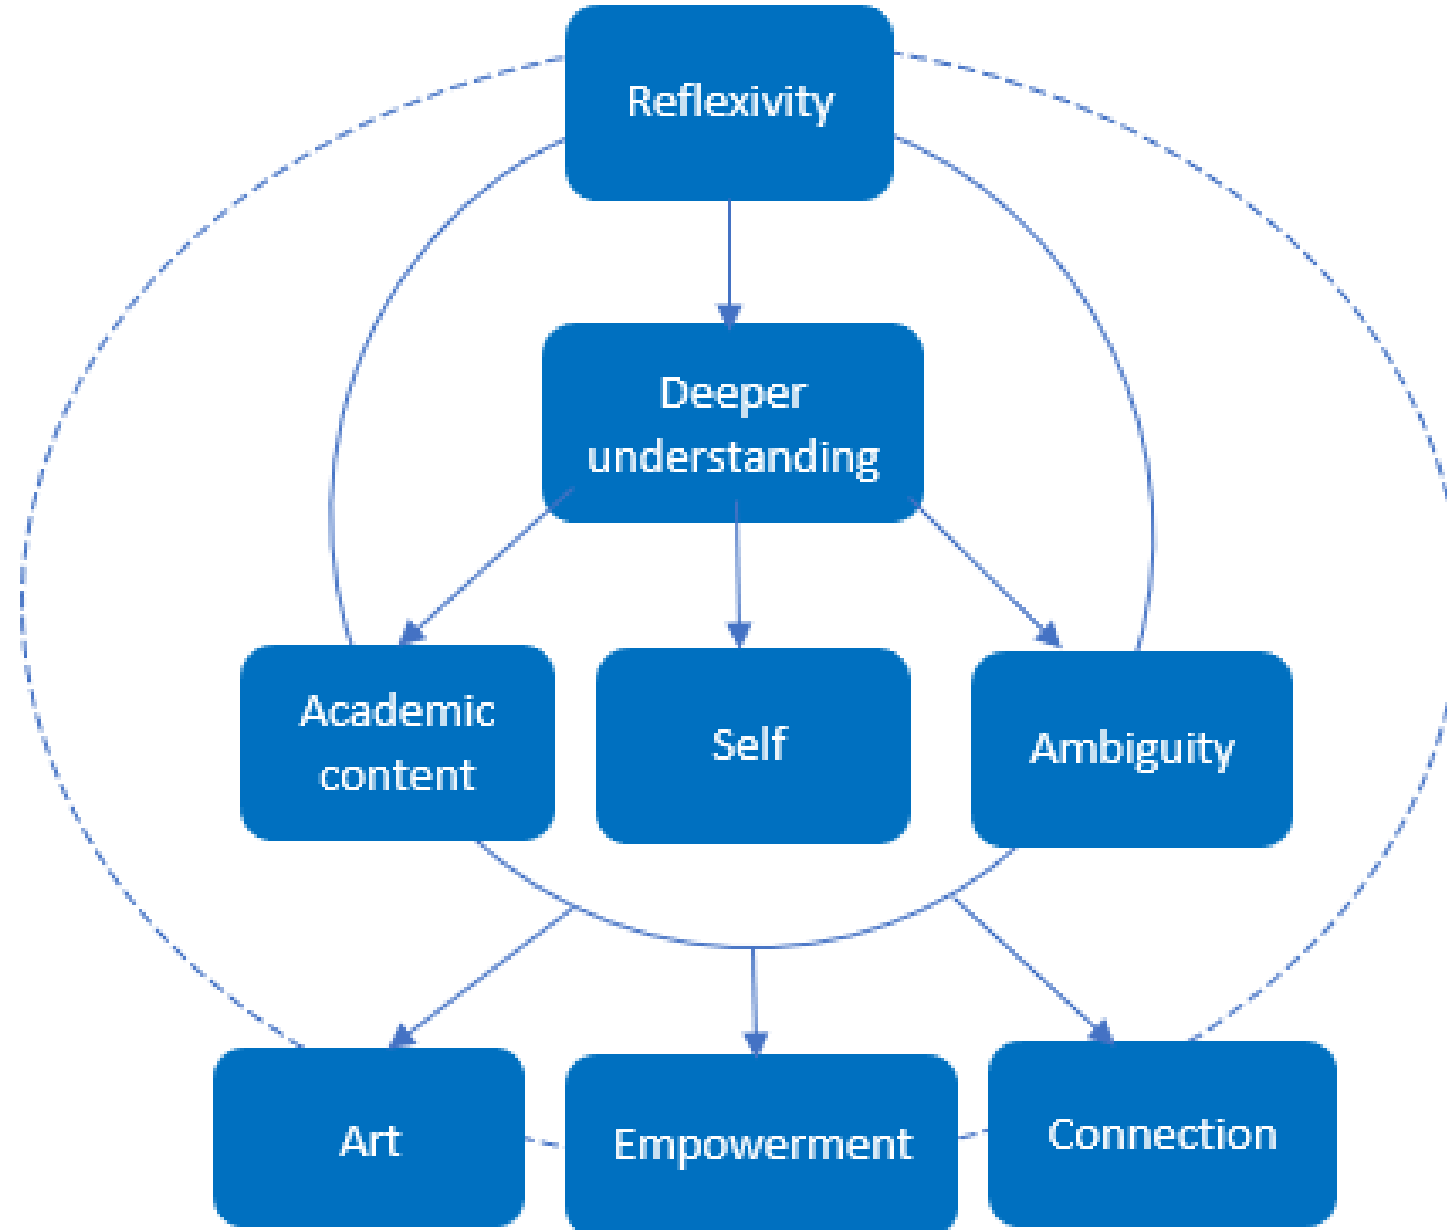 Reflexivity
Deeper
understanding
Academic
content
Self
Ambiguity
Art
Empowerment
Connection